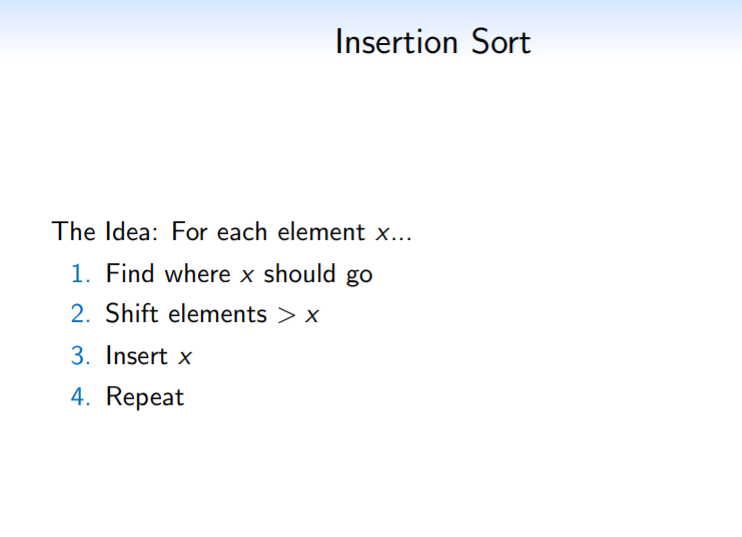 Insertion Sort
The Idea: For each element x...
1. Find where x should go
2. Shift elements > x
3. Insert x
4. Repeat